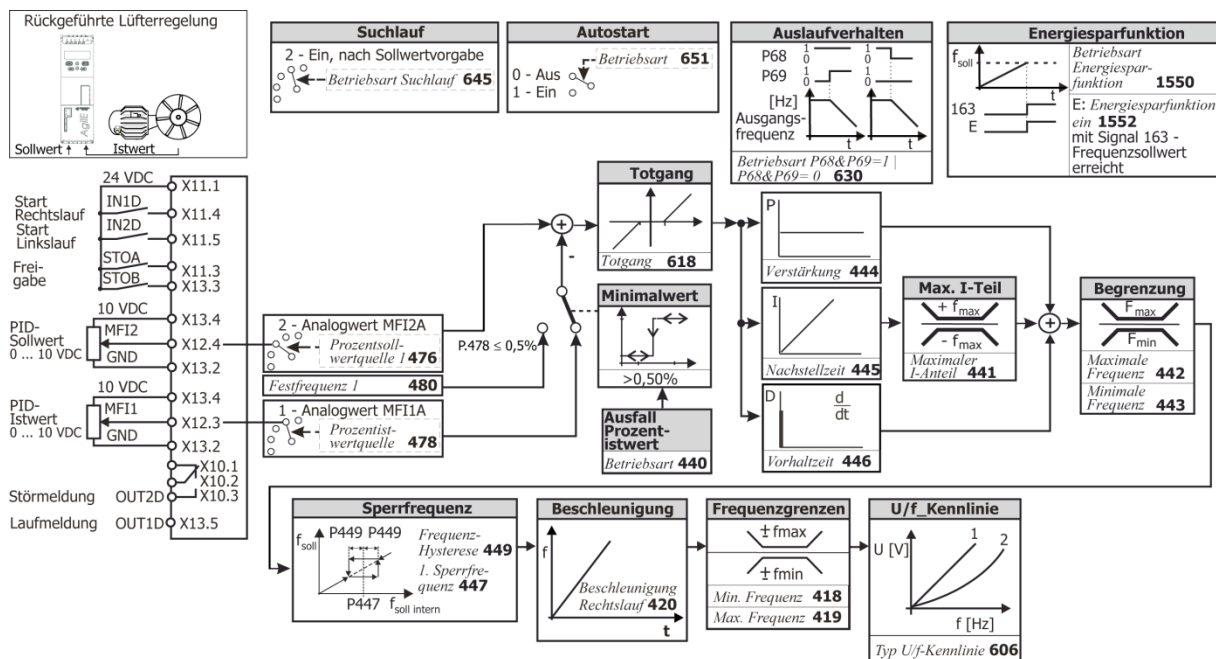 Rückgeführte Lüfterregelung
AgilE
Sollwert
Istwert
Suchlauf
2 - Ein, nach Sollwertvorgabe
Betriebsart Suchlauf 645
Autostart
Betriebsart 651
0 - Aus
1 - Ein
Auslaufverhalten
P68 1 0 1 0
P69 1 0 1 0
[Hz]
Ausgangs-
frequenz
t t
Betriebsart P68&P69=1 |
P68&P69= 0 630
Energiesparfunktion
fsoll
t
163
E
Betriebsart
Energiespar-
funktion 1550
E: Energiesparfunktion
ein 1552
mit Signal 163 -
Frequenzsollwert
erreicht
24 VDC
X11.1
Start
Rechtslauf
IN1D
X11.4
Start
Linkslauf
IN2D
X11.5
Frei-
gabe
STOA
X11.3
STOB
X13.3
10 VDC
X13.4
PID-
Sollwert
0 ... 10 VDC
MFI2
X12.4
GND
X13.2
10 VDC
X13.4
PID-
Istwert
0 ... 10 VDC
MFI1
X12.3
GND
X13.2
X10.1
X10.2
Störmeldung OUT2D X10.3
Laufmeldung OUT1D X13.5
2 - Analogwert MFI2A
Prozentsoll-
wertquelle 1 476
Festfrequenz 1 480
1 - Analogwert MFI1A
Prozentist-
wertquelle 478
P.478 ≤ 0,5%
+
-
Totgang
Totgang 618
Minimalwert
>0,50%
Ausfall
Prozent-
istwert
Betriebsart 440
P
Verstärkung 444
I
Nachstellzeit 445
D
d
dt
Vorhaltzeit 446
Max. I-Teil
+ fmax
- fmax
Maximaler
I-Anteil 441
+
Begrenzung
Fmax
Fmin
Maximale
Frequenz 442
Minimale
Frequenz 443
Sperrfrequenz
P449 P449
fsoll
P447
fsoll intern
Frequenz-
Hysterese 449
1. Sperrfre-
quenz 447
Beschleunigung
f
Beschleunigung
Rechtslauf 420
t
Frequenzgrenzen
± fmax
± fmin
Min. Frequenz 418
Max. Frequenz 419
U/f_Kennlinie
U [V]
1
2
f [Hz]
Typ U/f-Kennlinie 606